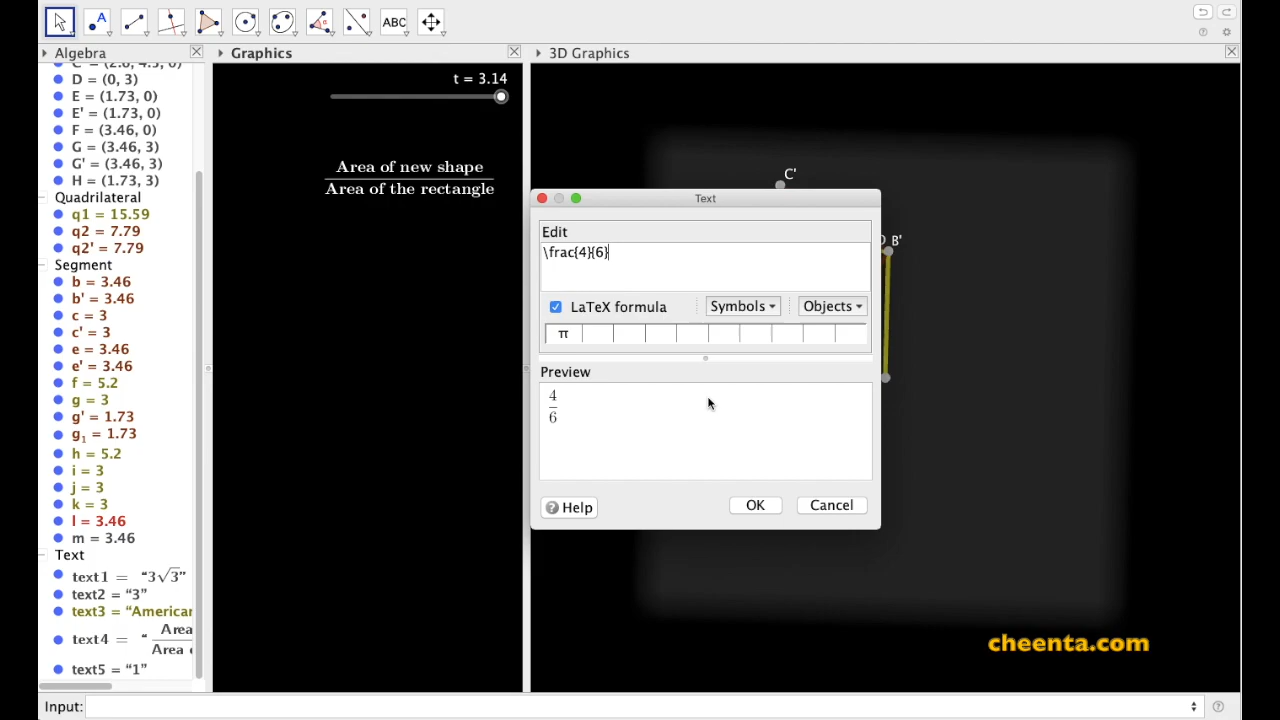 ABC
Algebra
Graphics
3D Graphics
C' = (2.6, 4.5, 0)
D = (0, 3)
E = (1.73, 0)
E' = (1.73, 0)
F = (3.46, 0)
G = (3.46, 3)
G' = (3.46, 3)
H = (1.73, 3)
Quadrilateral
q1 = 15.59
q2 = 7.79
q2' = 7.79
Segment
b = 3.46
b' = 3.46
c = 3
c' = 3
e = 3.46
e' = 3.46
f = 5.2
g = 3
g' = 1.73
g₁ = 1.73
h = 5.2
i = 3
j = 3
k = 3
l = 3.46
m = 3.46
Text
text1 = “3√3”
text2 = “3”
text3 = “American
text4 = “ Area
Area
text5 = “1”
t = 3.14
Area of new shape
Area of the rectangle
C'
B'
Text
Edit
\frac{4}{6}
LaTeX formula
Symbols
Objects
π
Preview
4
6
Help
OK
Cancel
cheenta.com
Input: